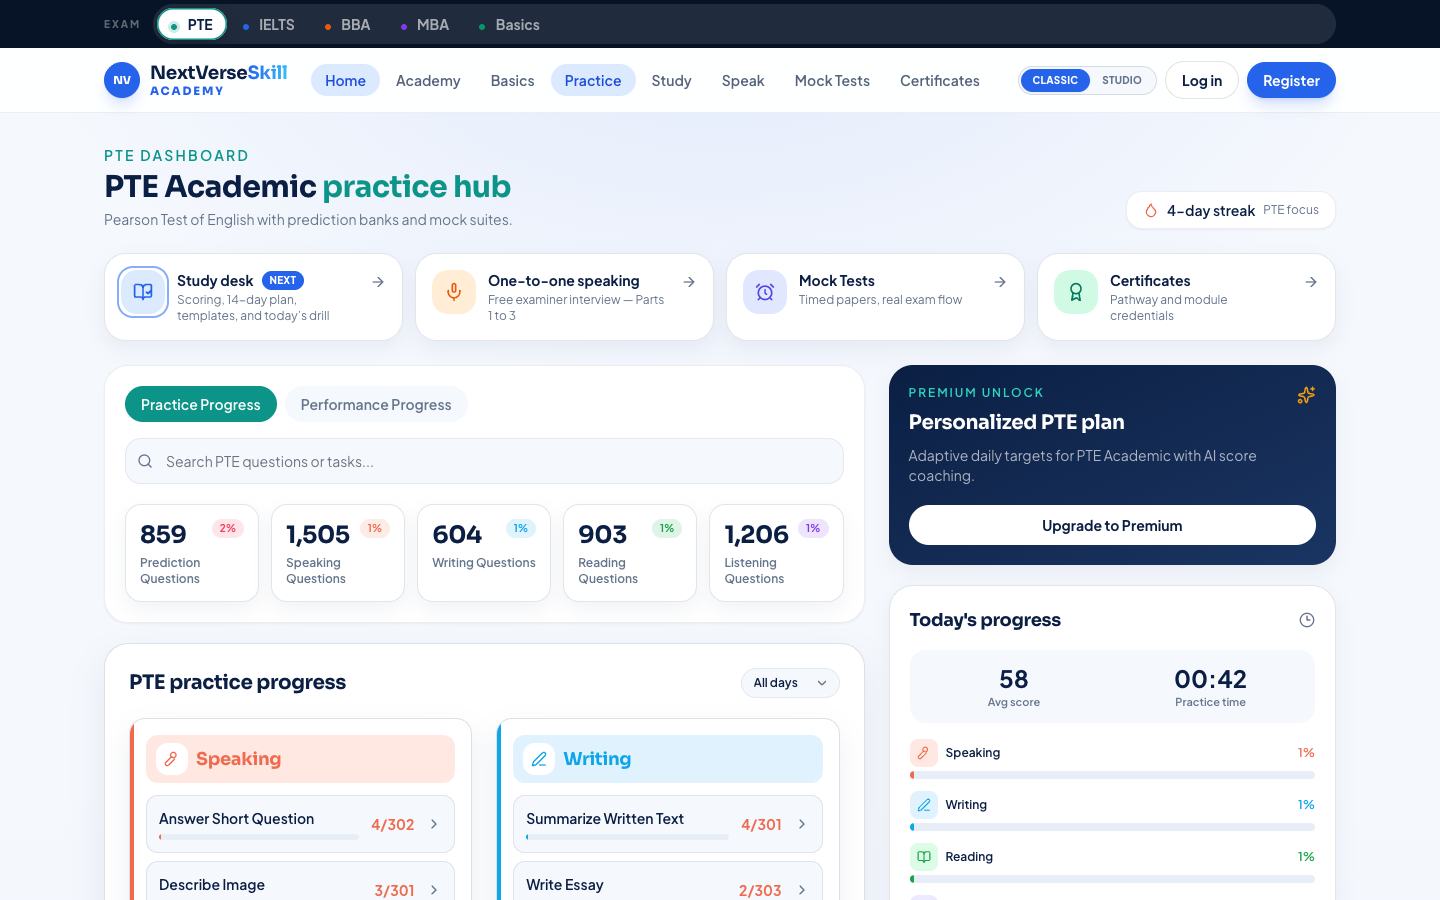 EXAM
PTE
IELTS
BBA
MBA
Basics
NV
NextVerseSkill
ACADEMY
Home
Academy
Basics
Practice
Study
Speak
Mock Tests
Certificates
CLASSIC
STUDIO
Log in
Register
PTE DASHBOARD
PTE Academic practice hub
Pearson Test of English with prediction banks and mock suites.
4-day streak PTE focus
Study desk NEXT
Scoring, 14-day plan,
templates, and today's drill
One-to-one speaking
Free examiner interview — Parts
1 to 3
Mock Tests
Timed papers, real exam flow
Certificates
Pathway and module
credentials
Practice Progress
Performance Progress
Search PTE questions or tasks...
859 2%
Prediction
Questions
1,505 1%
Speaking
Questions
604 1%
Writing Questions
903 1%
Reading
Questions
1,206 1%
Listening
Questions
PREMIUM UNLOCK
Personalized PTE plan
Adaptive daily targets for PTE Academic with AI score
coaching.
Upgrade to Premium
PTE practice progress
All days
Speaking
Answer Short Question 4/302
Describe Image 3/301
Writing
Summarize Written Text 4/301
Write Essay 2/303
Today's progress
58
Avg score
00:42
Practice time
Speaking 1%
Writing 1%
Reading 1%